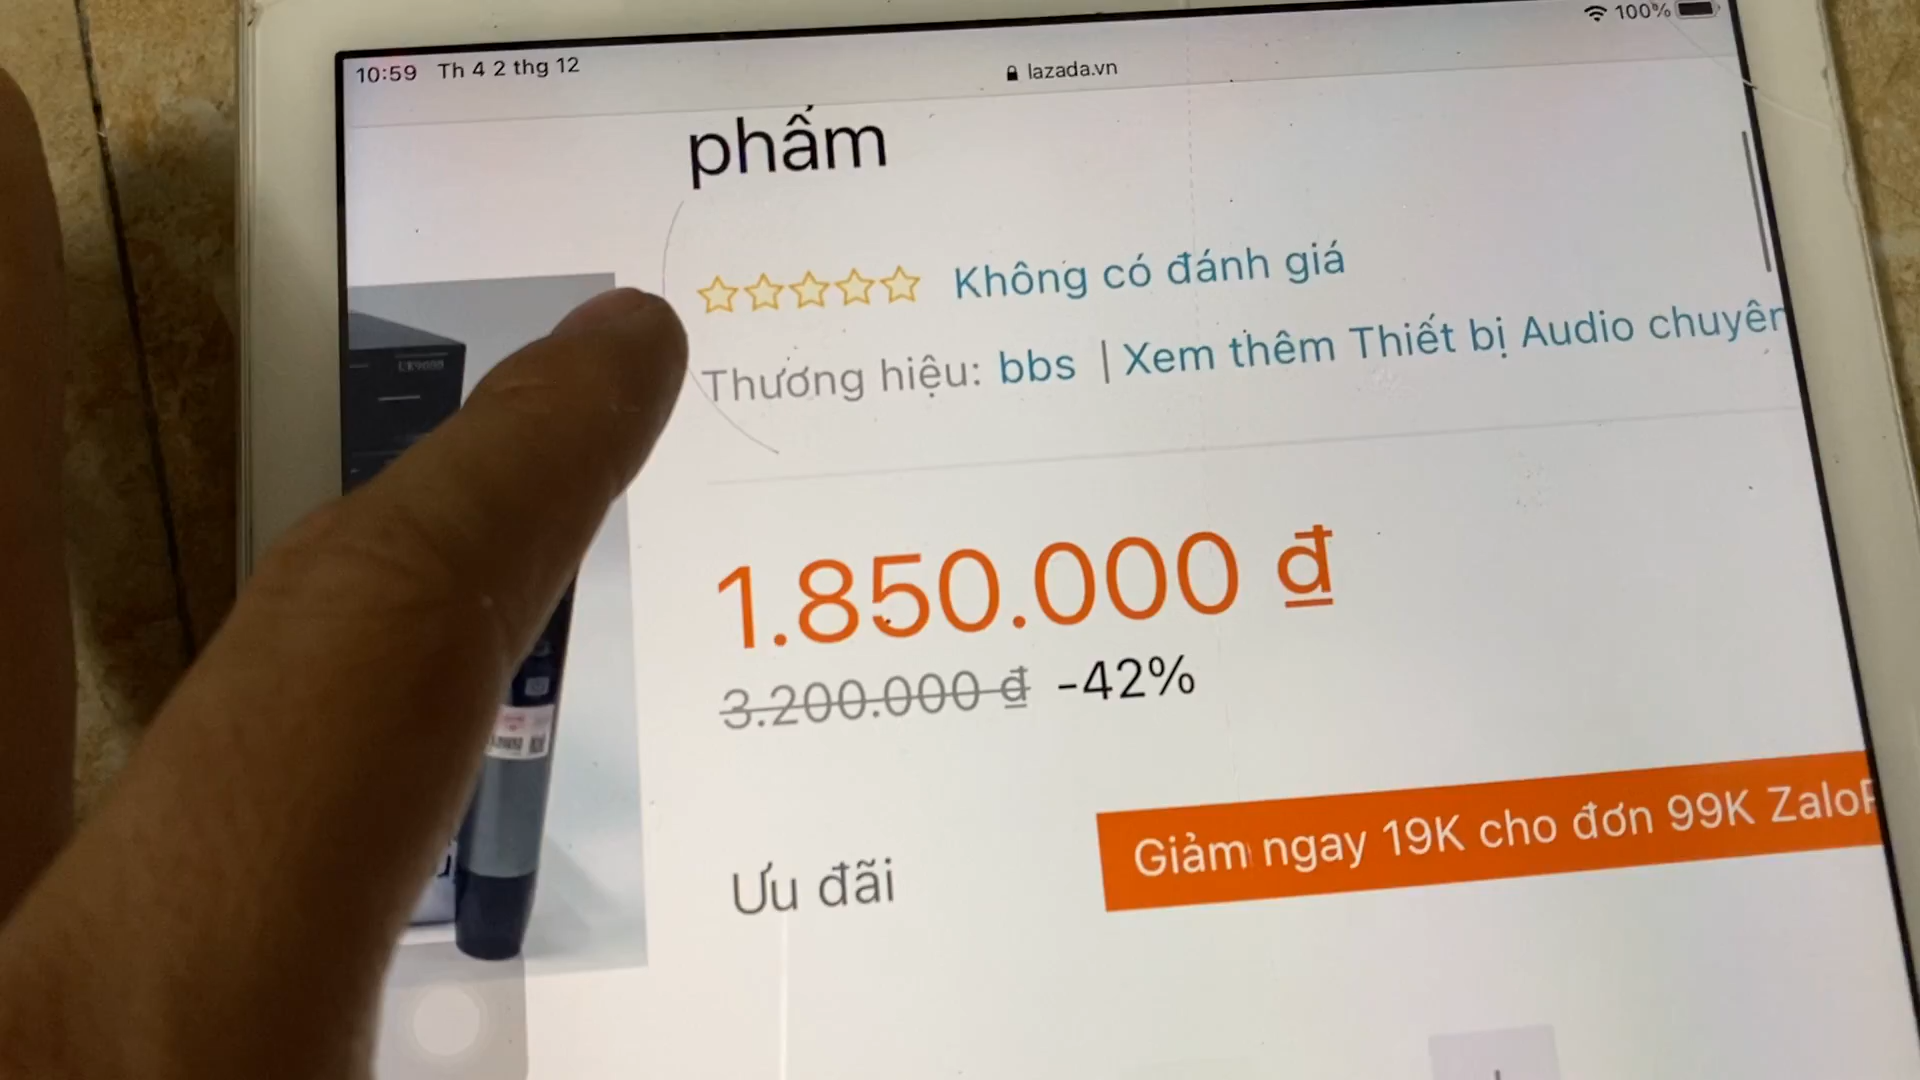 10:59 Th 4 2 thg 12
lazada.vn
100%
phẩm
Không có đánh giá
Thương hiệu: bbs | Xem thêm Thiết bị Audio chuyên
1.850.000 ₫
3.200.000 ₫ -42%
Ưu đãi
Giảm ngay 19K cho đơn 99K